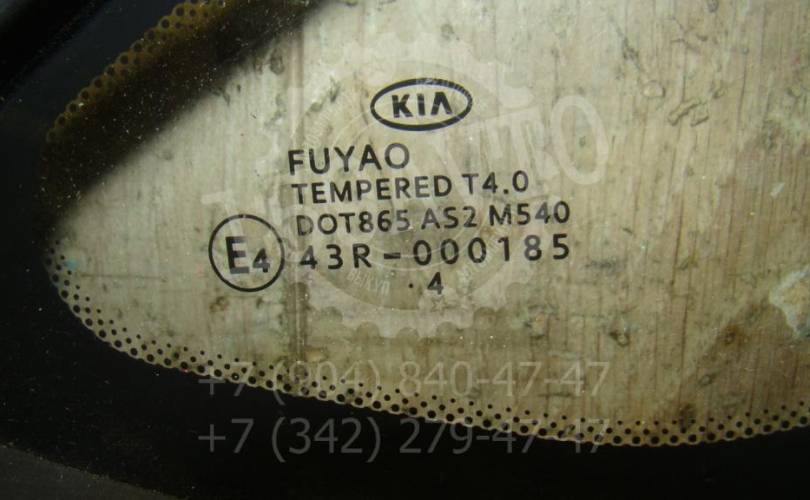 KIA
FUYAO
TEMPERED T4.0
DOT865 AS2 M540
E4 43R-000185
.4
+7 (904) 840-47-47
+7 (342) 279-47-47